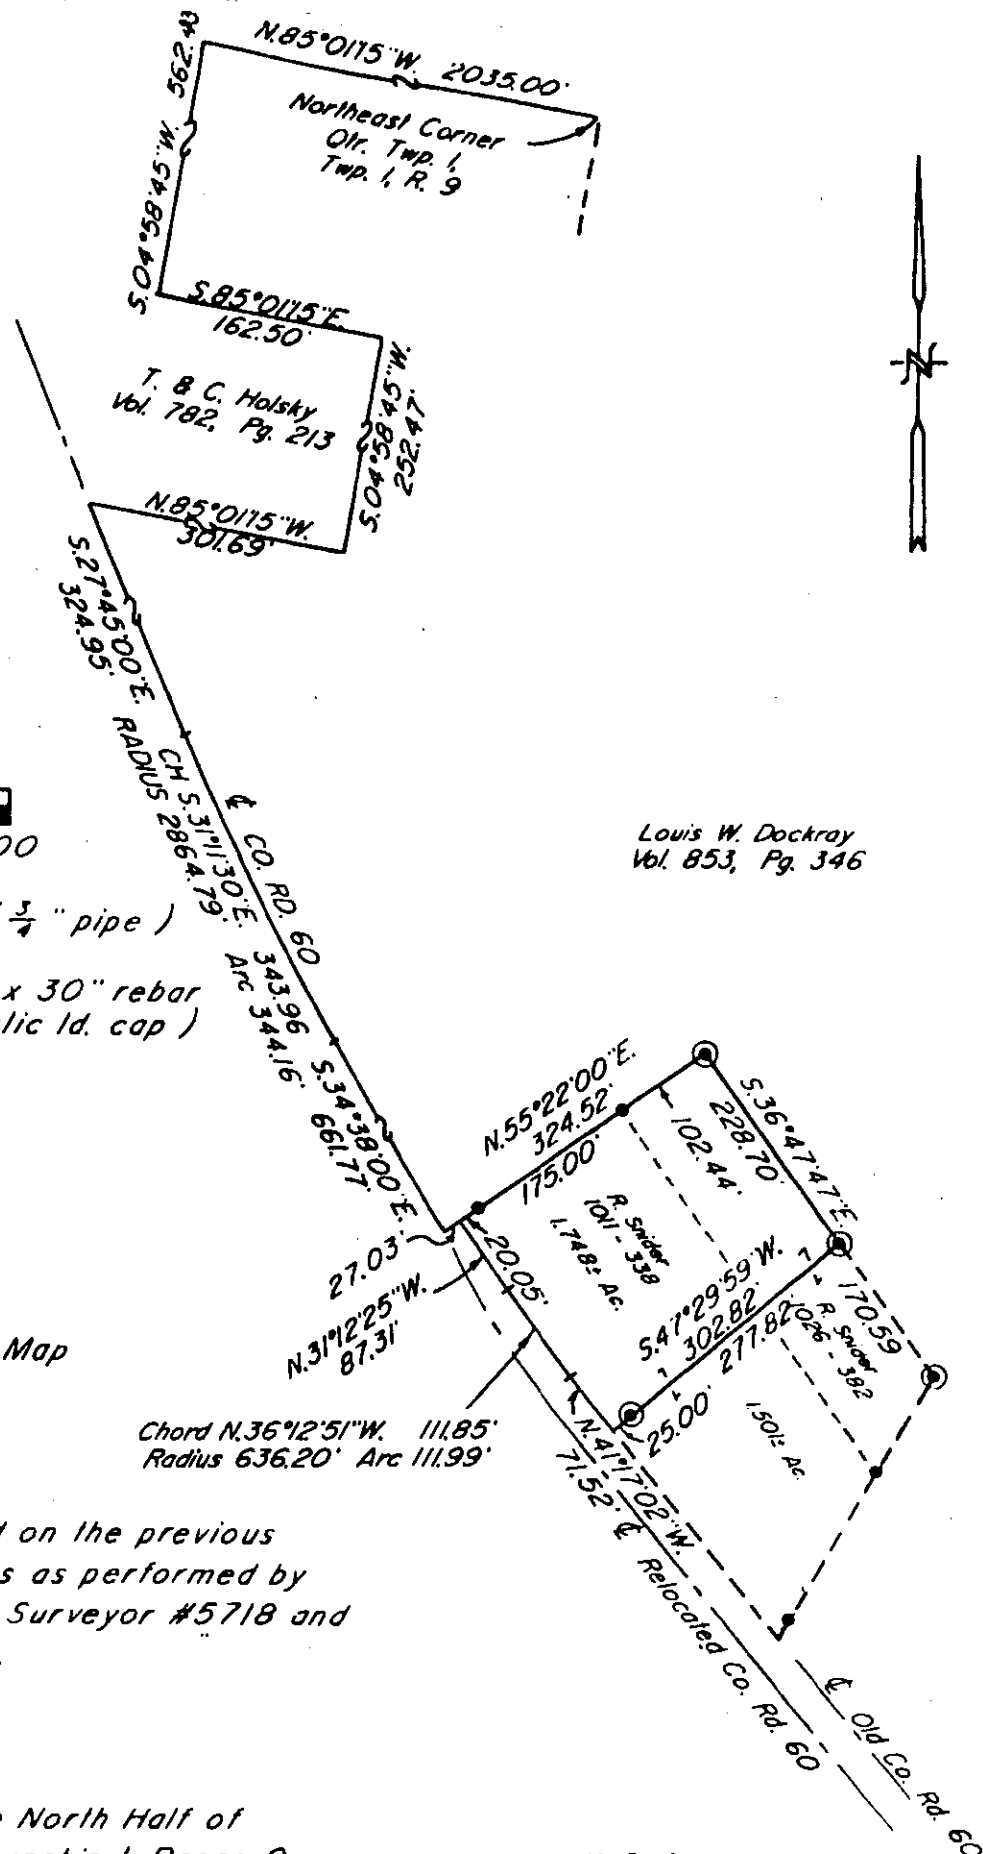 N.85°01'15"W. 2035.00'
562.43
S.04°58'45"W.
Northeast Corner
Qtr. Twp. 1,
Twp. 1, R. 9
S.85°01'15"E.
162.50'
T. & C. Holsky
Vol. 782, Pg. 213
S.04°58'45"W.
252.47'
N.85°01'15"W.
301.69'
N
S.27°45'00"E.
324.95'
CH S.31°11'30"E. 343.96
RADIUS 2864.79' Arc 344.16'
℄ CO. RD. 60
Louis W. Dockray
Vol. 853, Pg. 346
00
3/4 " pipe )
x 30" rebar
lic Id. cap )
S.34°38'00"E.
661.77'
N.55°22'00"E.
324.52'
175.00'
102.44'
S.36°47'47"E.
228.70'
R. Snider
1011 - 338
1.748± Ac.
27.03'
20.05'
N.31°12'25"W.
87.31'
S.47°29'59"W.
302.82'
277.82'
25.00'
170.59
R. Snider
1026 - 382
1.501± Ac.
Map
Chord N.36°12'51"W. 111.85'
Radius 636.20' Arc 111.99'
N.41°17'02"W.
71.52'
℄ Relocated Co. Rd. 60
℄ Old Co. Rd. 60
on the previous
s as performed by
Surveyor #5718 and
North Half of